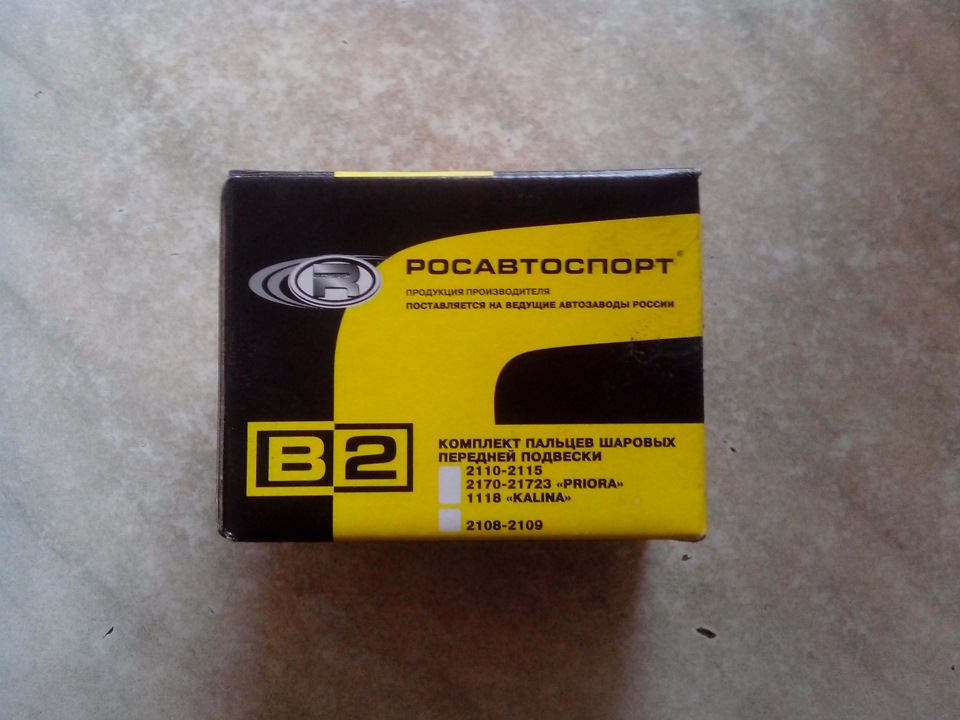 R
РОСАВТОСПОРТ®
ПРОДУКЦИЯ ПРОИЗВОДИТЕЛЯ
ПОСТАВЛЯЕТСЯ НА ВЕДУЩИЕ АВТОЗАВОДЫ РОССИИ
B2
КОМПЛЕКТ ПАЛЬЦЕВ ШАРОВЫХ
ПЕРЕДНЕЙ ПОДВЕСКИ
2110-2115
2170-21723 «PRIORA»
1118 «KALINA»
2108-2109